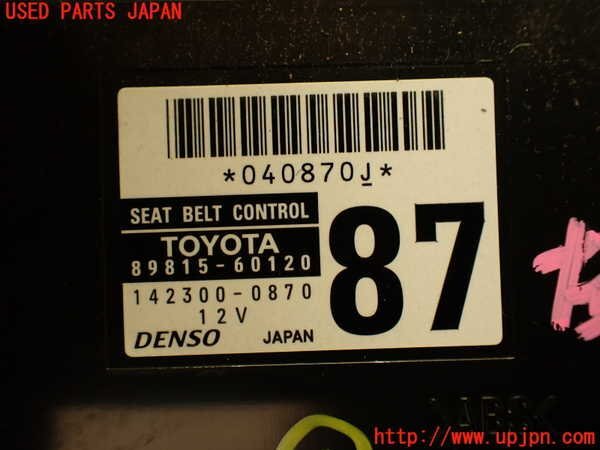 USED PARTS JAPAN
*040870J*
SEAT BELT CONTROL
TOYOTA
89815-60120
142300-0870
12V
87
DENSO JAPAN
http://www.upjpn.com/